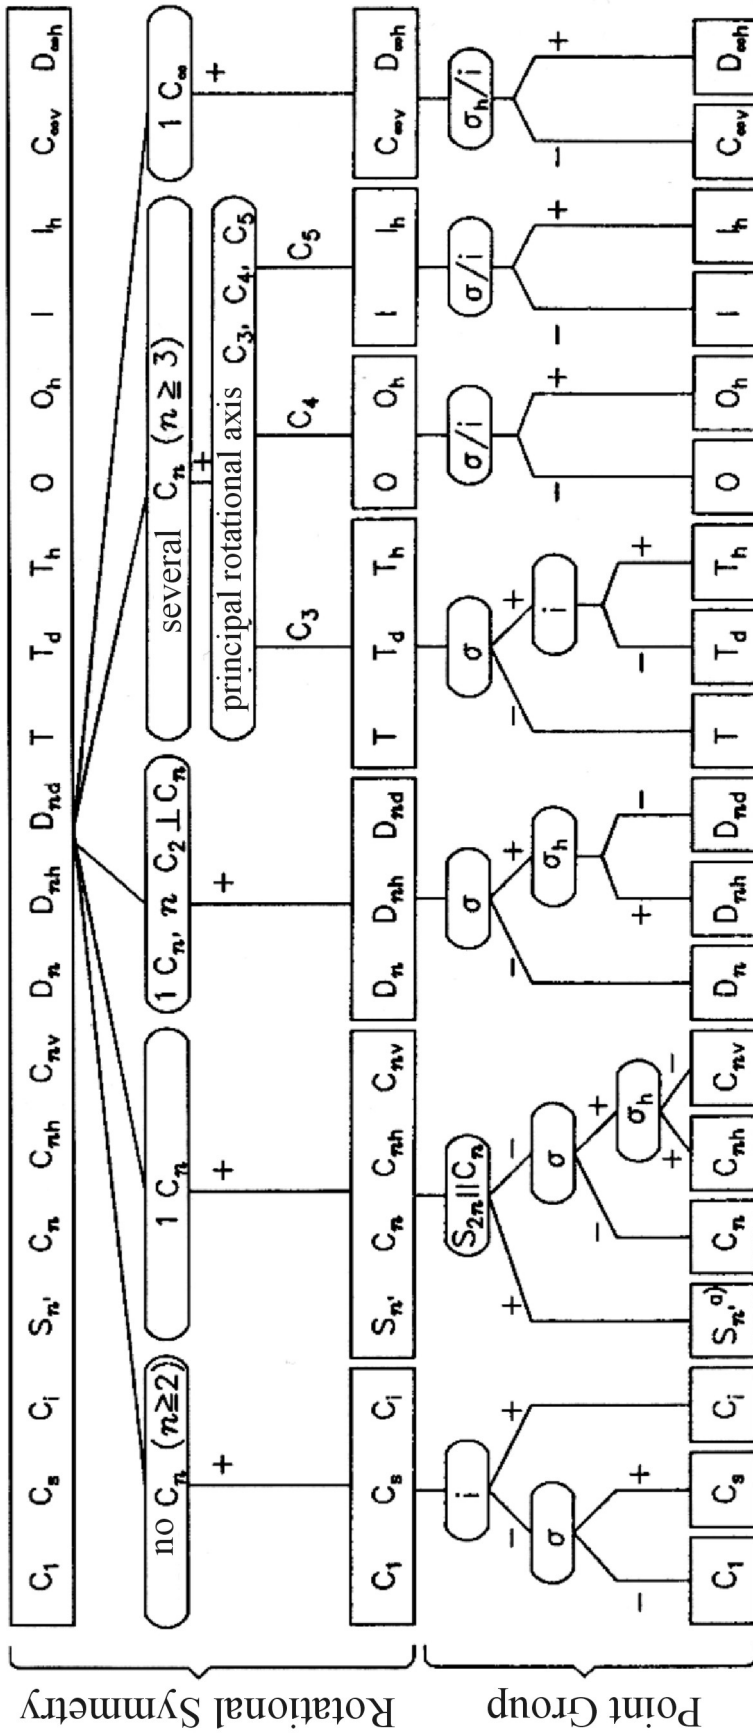 C₁ Cₛ Cᵢ Sₙ' Cₙ Cₙₕ Cₙᵥ Dₙ Dₙₕ Dₙd T Td Tₕ O Oₕ I Iₕ C∞ᵥ D∞ₕ
no Cₙ (n≧2)
1 Cₙ
1 Cₙ, n C₂ ⊥ Cₙ
several Cₙ (n ≧ 3)
1 C∞
+ + + + +
principal rotational axis C₃, C₄, C₅
C₃ C₄ C₅
C₁ Cₛ Cᵢ
Sₙ' Cₙ Cₙₕ Cₙᵥ
Dₙ Dₙₕ Dₙd
T Td Tₕ
O Oₕ
I Iₕ
C∞ᵥ D∞ₕ
Rotational Symmetry
i S₂ₙ||Cₙ σ σ σ/i σ/i σₕ/i
− + + − − + − + − + − + − +
σ σ σₕ i
− + − + + − − +
σₕ
+ −
C₁ Cₛ Cᵢ Sₙ'ᵃ⁾ Cₙ Cₙₕ Cₙᵥ Dₙ Dₙₕ Dₙd T Td Tₕ O Oₕ I Iₕ C∞ᵥ D∞ₕ
Point Group